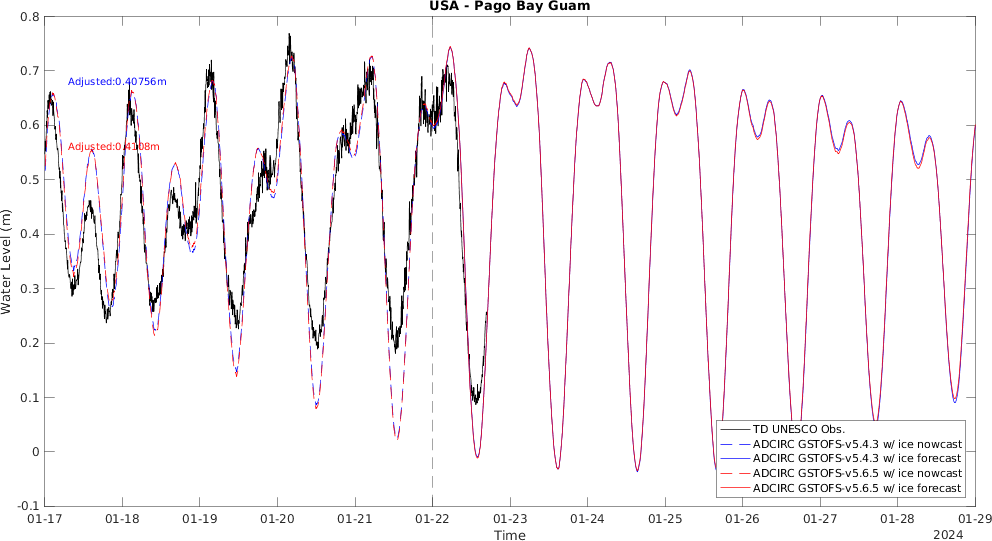 USA - Pago Bay Guam
0.8
0.7
0.6
0.5
0.4
0.3
0.2
0.1
0
-0.1
Water Level (m)
Adjusted:0.40756m
Adjusted:0.4108m
TD UNESCO Obs.
ADCIRC GSTOFS-v5.4.3 w/ ice nowcast
ADCIRC GSTOFS-v5.4.3 w/ ice forecast
ADCIRC GSTOFS-v5.6.5 w/ ice nowcast
ADCIRC GSTOFS-v5.6.5 w/ ice forecast
01-17 01-18 01-19 01-20 01-21 01-22 01-23 01-24 01-25 01-26 01-27 01-28 01-29
Time
2024